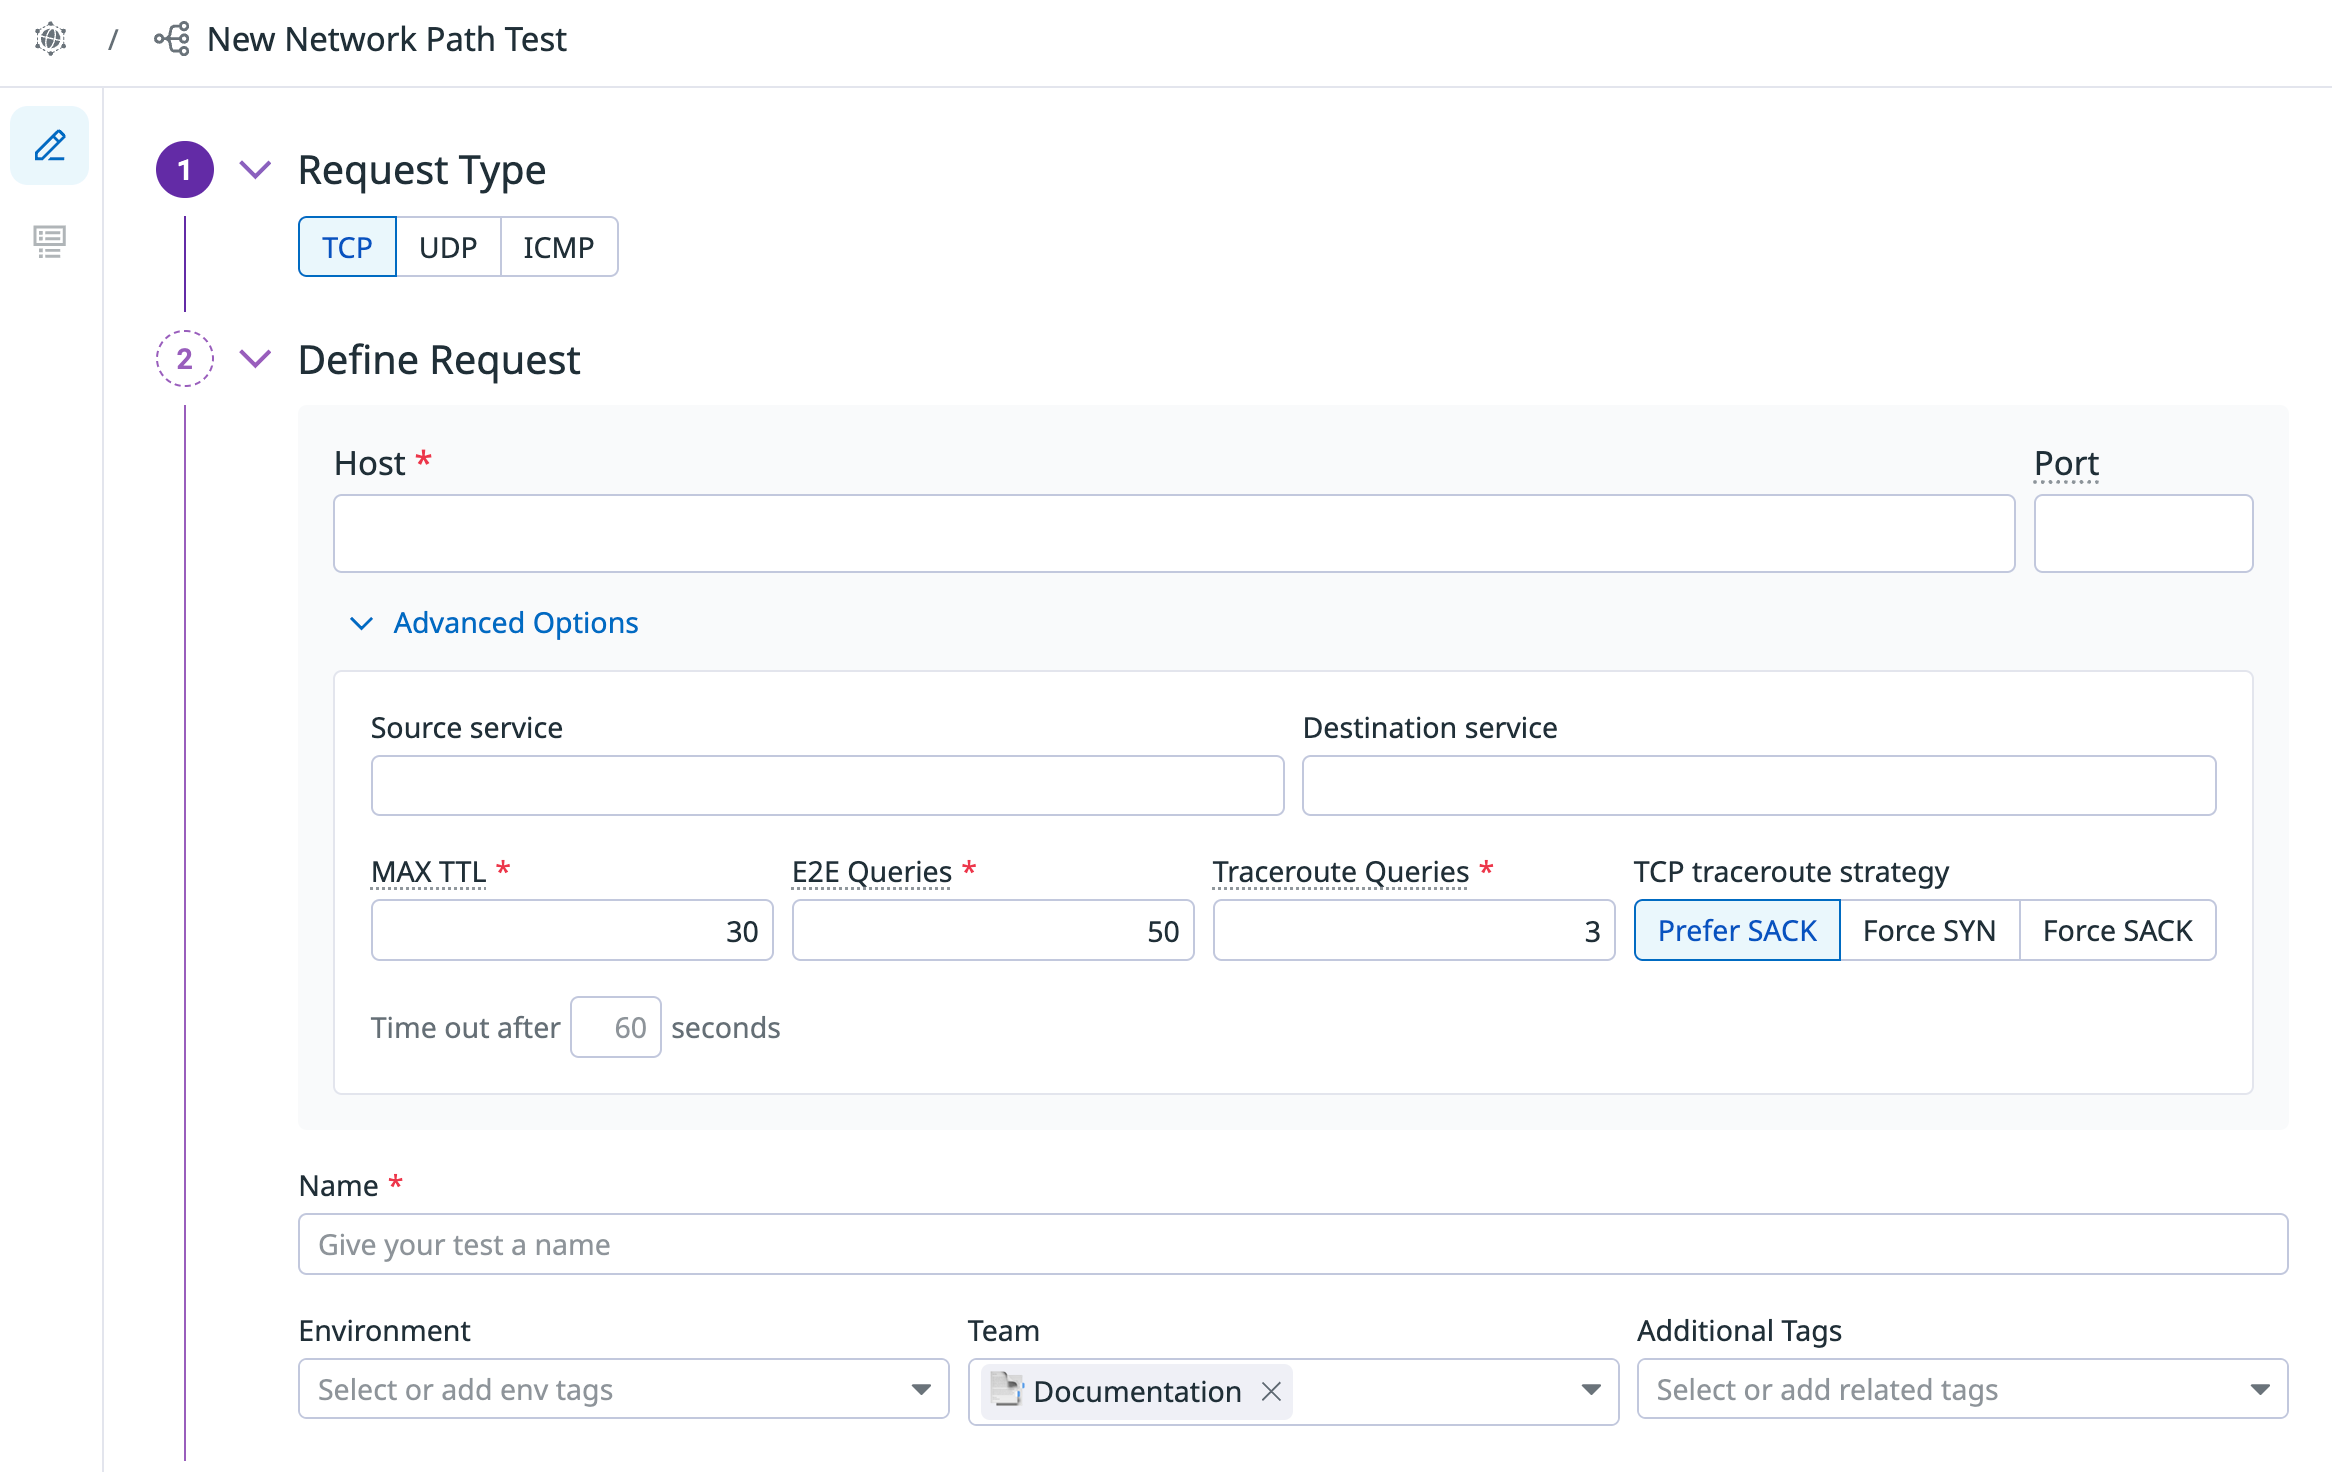 / New Network Path Test
1 Request Type
TCP UDP ICMP
2 Define Request
Host * Port
Advanced Options
Source service Destination service
MAX TTL * E2E Queries * Traceroute Queries * TCP traceroute strategy
30 50 3 Prefer SACK Force SYN Force SACK
Time out after 60 seconds
Name *
Give your test a name
Environment Team Additional Tags
Select or add env tags Documentation Select or add related tags